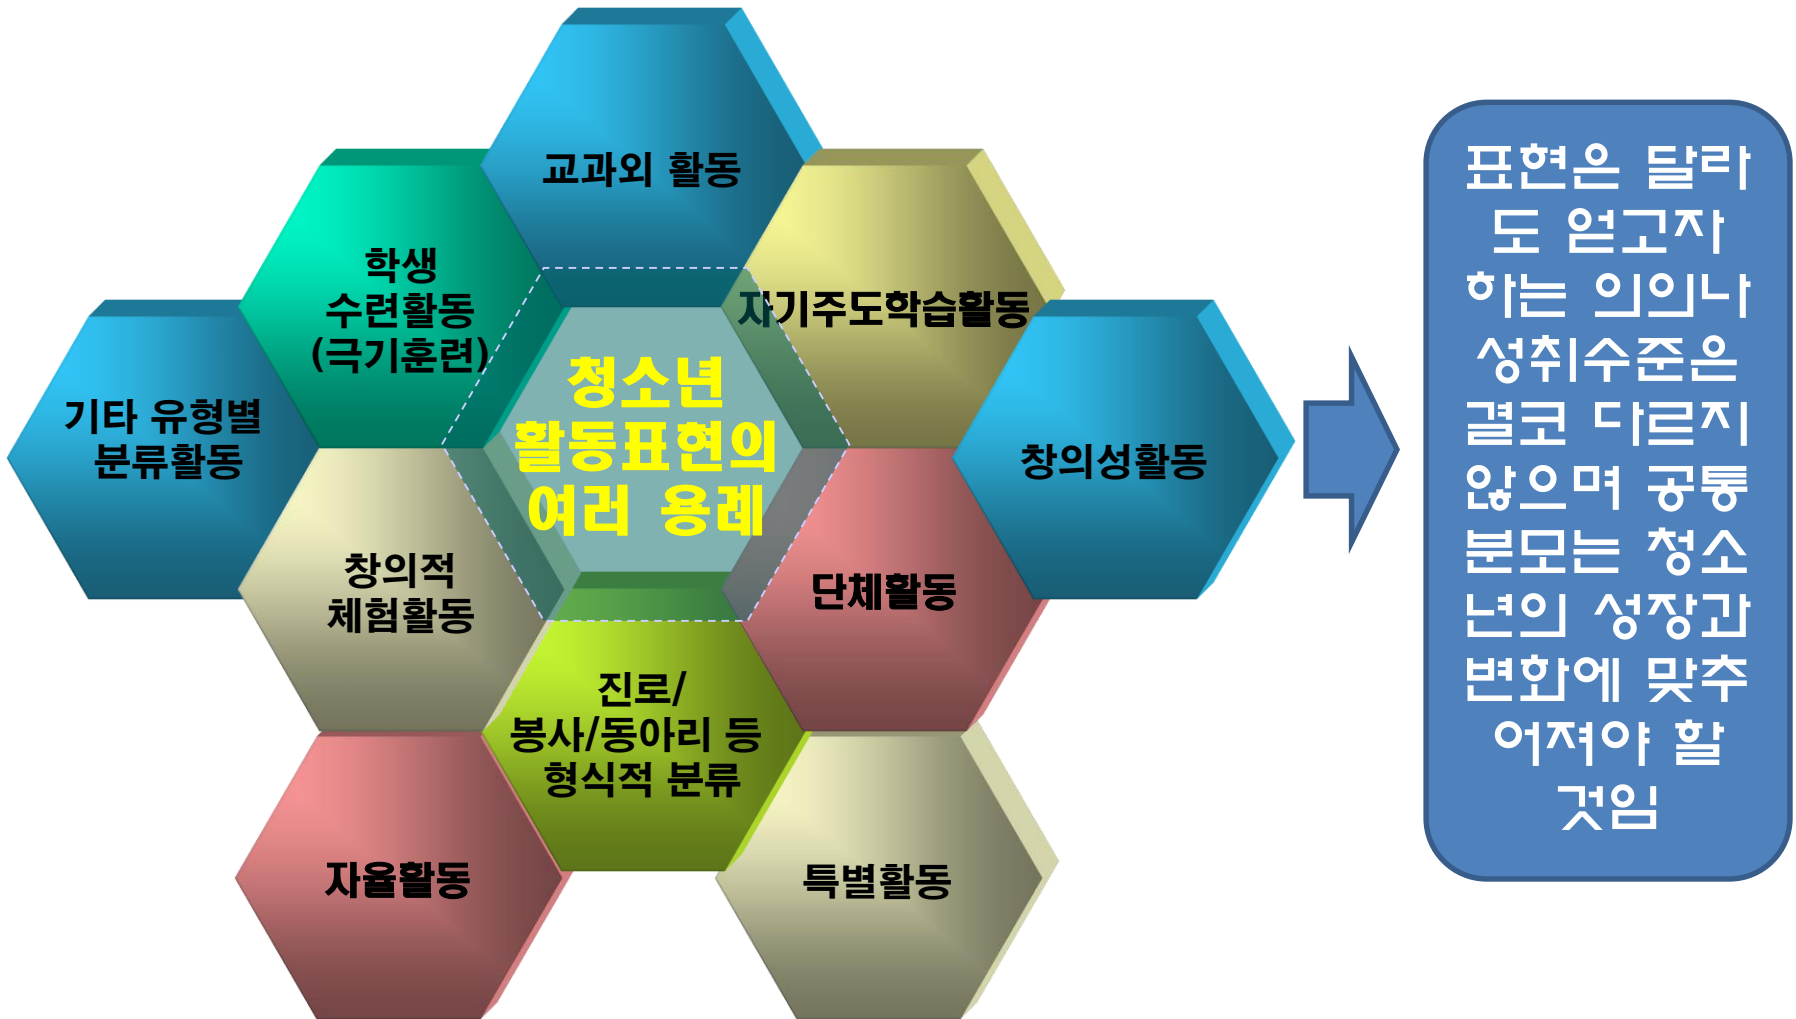 교과외 활동
학생
수련활동
(극기훈련)
자기주도학습활동
기타 유형별
분류활동
청소년
활동표현의
여러 용례
창의성활동
창의적
체험활동
단체활동
진로/
봉사/동아리 등
형식적 분류
자율활동
특별활동
표현은 달라
도 얻고자
하는 의의나
성취수준은
결코 다르지
않으며 공통
분모는 청소
년의 성장과
변화에 맞추
어져야 할
것임